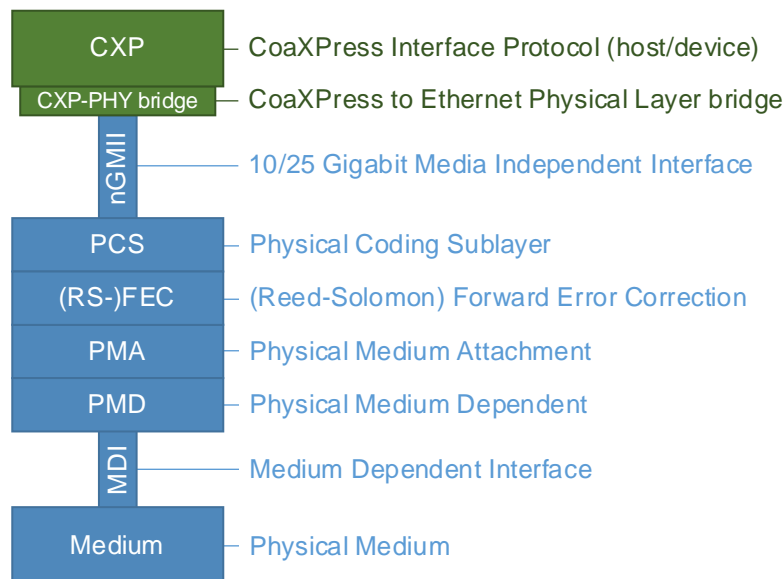 CXP CoaXPress Interface Protocol (host/device)
CXP-PHY bridge CoaXPress to Ethernet Physical Layer bridge
nGMII 10/25 Gigabit Media Independent Interface
PCS Physical Coding Sublayer
(RS-)FEC (Reed-Solomon) Forward Error Correction
PMA Physical Medium Attachment
PMD Physical Medium Dependent
MDI Medium Dependent Interface
Medium Physical Medium